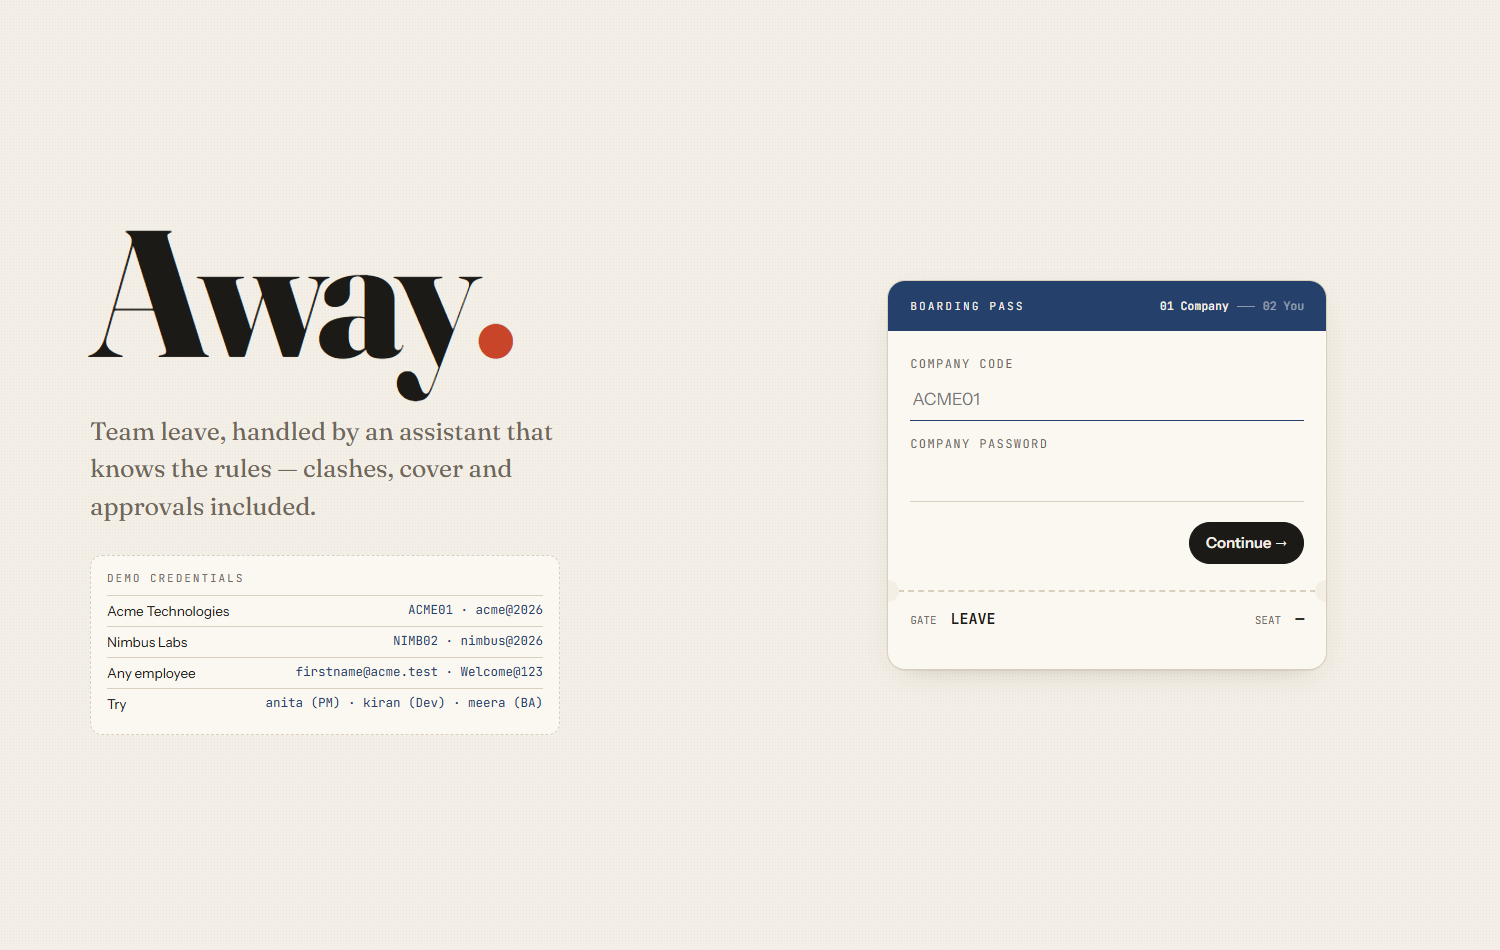 Away.
Team leave, handled by an assistant that
knows the rules — clashes, cover and
approvals included.
DEMO CREDENTIALS
Acme Technologies ACME01 · acme@2026
Nimbus Labs NIMB02 · nimbus@2026
Any employee firstname@acme.test · Welcome@123
Try anita (PM) · kiran (Dev) · meera (BA)
BOARDING PASS 01 Company — 02 You
COMPANY CODE
ACME01
COMPANY PASSWORD
Continue →
GATE LEAVE SEAT —